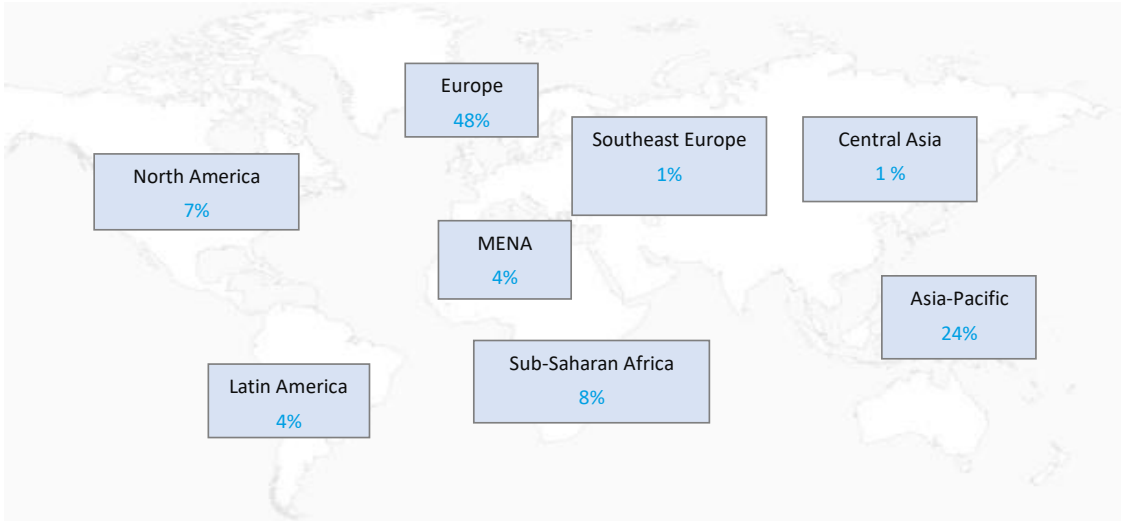 Europe
48%
Southeast Europe
1%
Central Asia
1 %
North America
7%
MENA
4%
Asia-Pacific
24%
Sub-Saharan Africa
8%
Latin America
4%